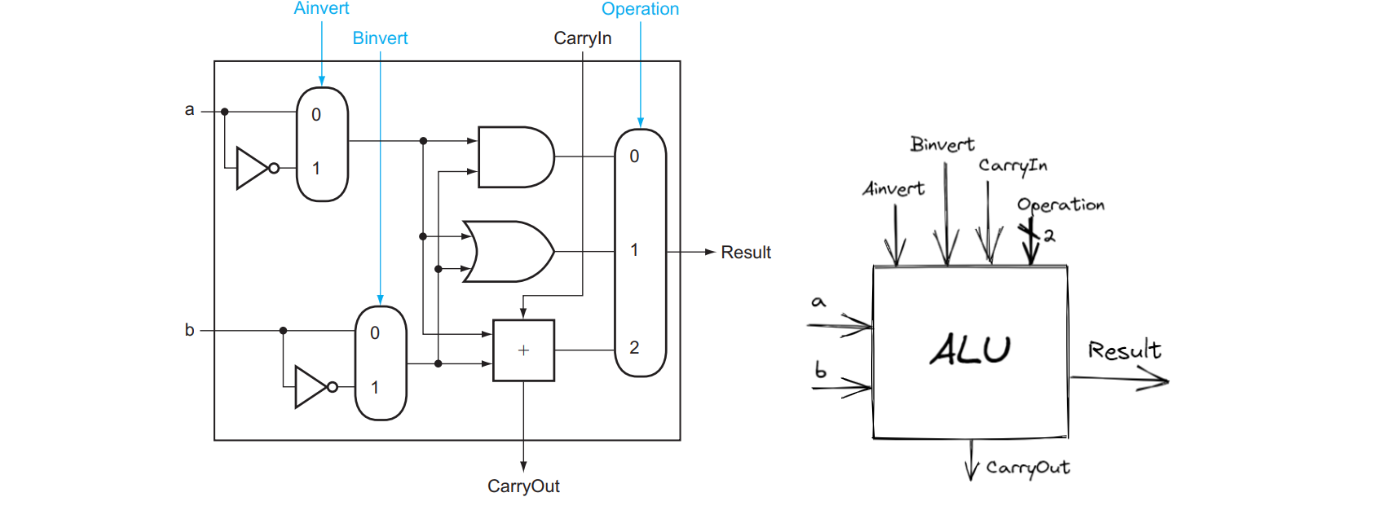 Ainvert
Operation
Binvert
CarryIn
a
0
1
0
1
Result
b
0
+
2
1
CarryOut
Binvert
CarryIn
Ainvert
Operation
2
a
ALU
Result
b
CarryOut